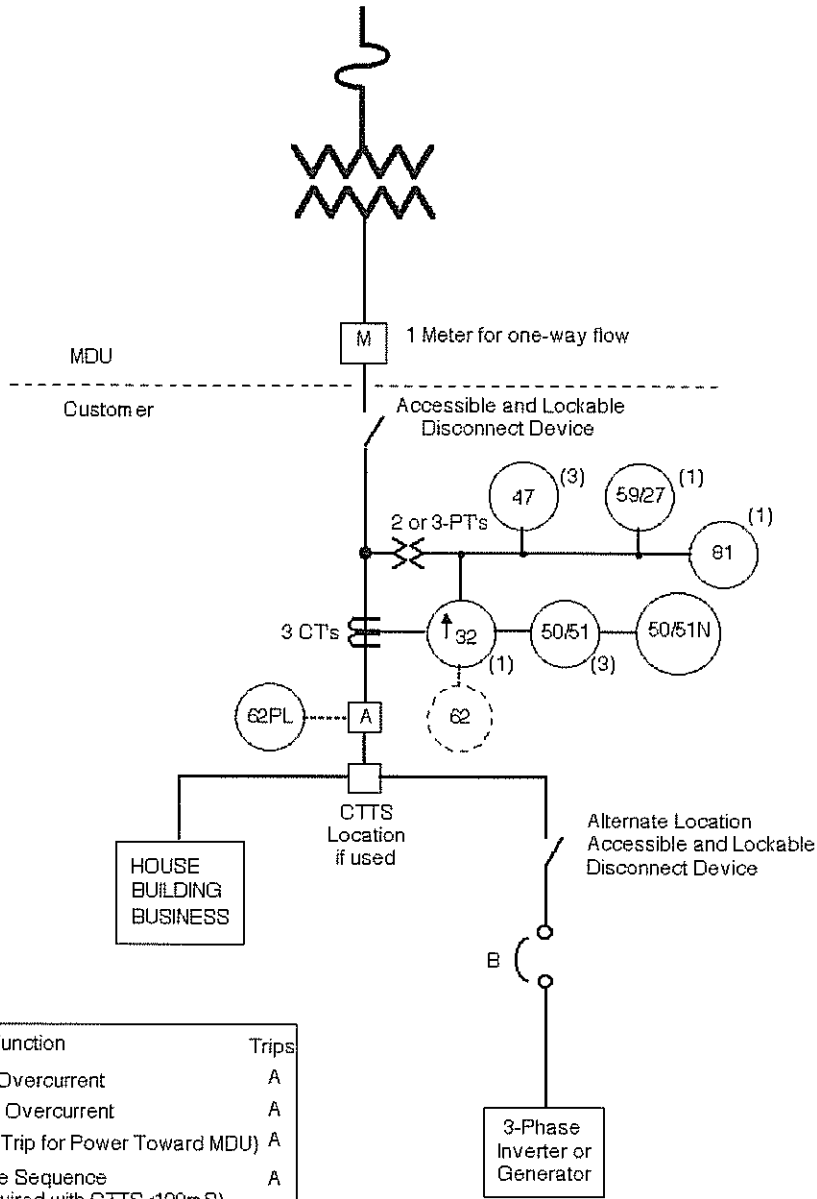 M
1 Meter for one-way flow
MDU
Customer
Accessible and Lockable
Disconnect Device
47
(3)
59/27
(1)
81
(1)
2 or 3-PT's
3 CT's
32
(1)
50/51
(3)
50/51N
62PL
A
62
CTTS
Location
if used
HOUSE
BUILDING
BUSINESS
Alternate Location
Accessible and Lockable
Disconnect Device
B
3-Phase
Inverter or
Generator
Trips
Overcurrent A
Overcurrent A
Trip for Power Toward MDU) A
Sequence A
with CTTS